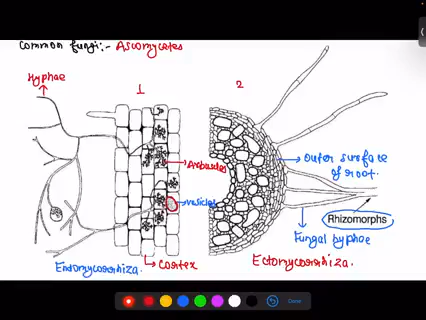 Common fungi:- Ascomycetes
Hyphae
1
2
Arbuscles
vesicles
outer surface
of root.
Rhizomorphs
Fungal hyphae
Endomycorrhiza.
Cortex
Ectomycorrhiza.
Done